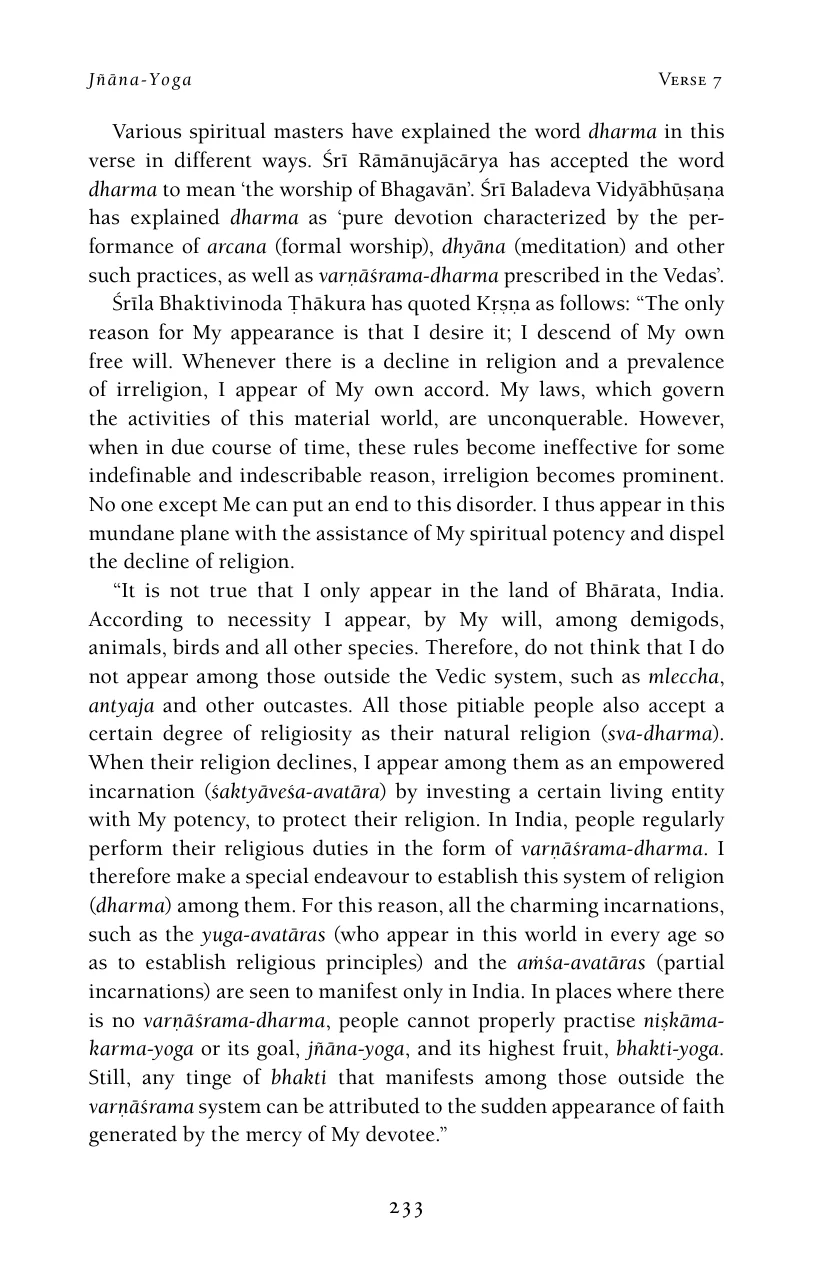 Jñāna-Yoga Verse 7
Various spiritual masters have explained the word dharma in this
verse in different ways. Śrī Rāmānujācārya has accepted the word
dharma to mean ‘the worship of Bhagavān’. Śrī Baladeva Vidyābhūṣaṇa
has explained dharma as ‘pure devotion characterized by the per-
formance of arcana (formal worship), dhyāna (meditation) and other
such practices, as well as varṇāśrama-dharma prescribed in the Vedas’.
Śrīla Bhaktivinoda Ṭhākura has quoted Kṛṣṇa as follows: “The only
reason for My appearance is that I desire it; I descend of My own
free will. Whenever there is a decline in religion and a prevalence
of irreligion, I appear of My own accord. My laws, which govern
the activities of this material world, are unconquerable. However,
when in due course of time, these rules become ineffective for some
indefinable and indescribable reason, irreligion becomes prominent.
No one except Me can put an end to this disorder. I thus appear in this
mundane plane with the assistance of My spiritual potency and dispel
the decline of religion.
“It is not true that I only appear in the land of Bhārata, India.
According to necessity I appear, by My will, among demigods,
animals, birds and all other species. Therefore, do not think that I do
not appear among those outside the Vedic system, such as mleccha,
antyaja and other outcastes. All those pitiable people also accept a
certain degree of religiosity as their natural religion (sva-dharma).
When their religion declines, I appear among them as an empowered
incarnation (śaktyāveśa-avatāra) by investing a certain living entity
with My potency, to protect their religion. In India, people regularly
perform their religious duties in the form of varṇāśrama-dharma. I
therefore make a special endeavour to establish this system of religion
(dharma) among them. For this reason, all the charming incarnations,
such as the yuga-avatāras (who appear in this world in every age so
as to establish religious principles) and the aṁśa-avatāras (partial
incarnations) are seen to manifest only in India. In places where there
is no varṇāśrama-dharma, people cannot properly practise niṣkāma-
karma-yoga or its goal, jñāna-yoga, and its highest fruit, bhakti-yoga.
Still, any tinge of bhakti that manifests among those outside the
varṇāśrama system can be attributed to the sudden appearance of faith
generated by the mercy of My devotee.”
233